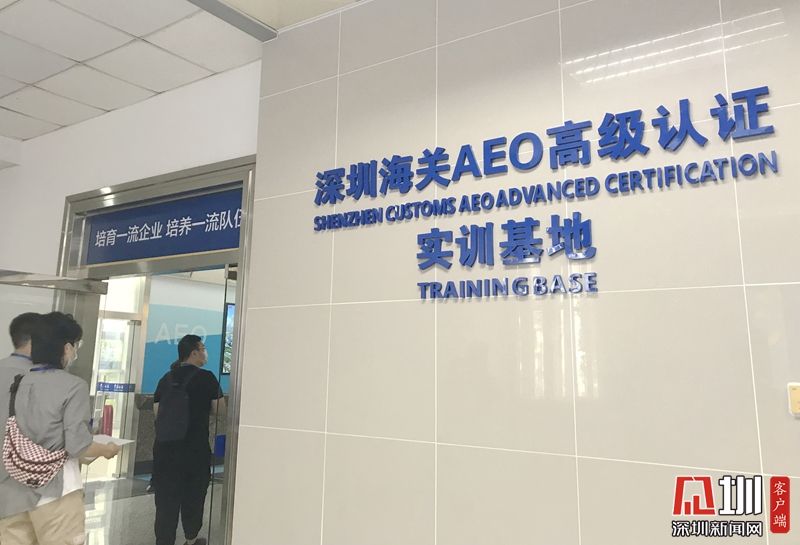 深圳海关AEO高级认证
SHENZHEN CUSTOMS AEO ADVANCED CERTIFICATION
实训基地
TRAINING BASE
培育一流企业 培养一流队伍
AEO
圳
客户端
深圳新闻网